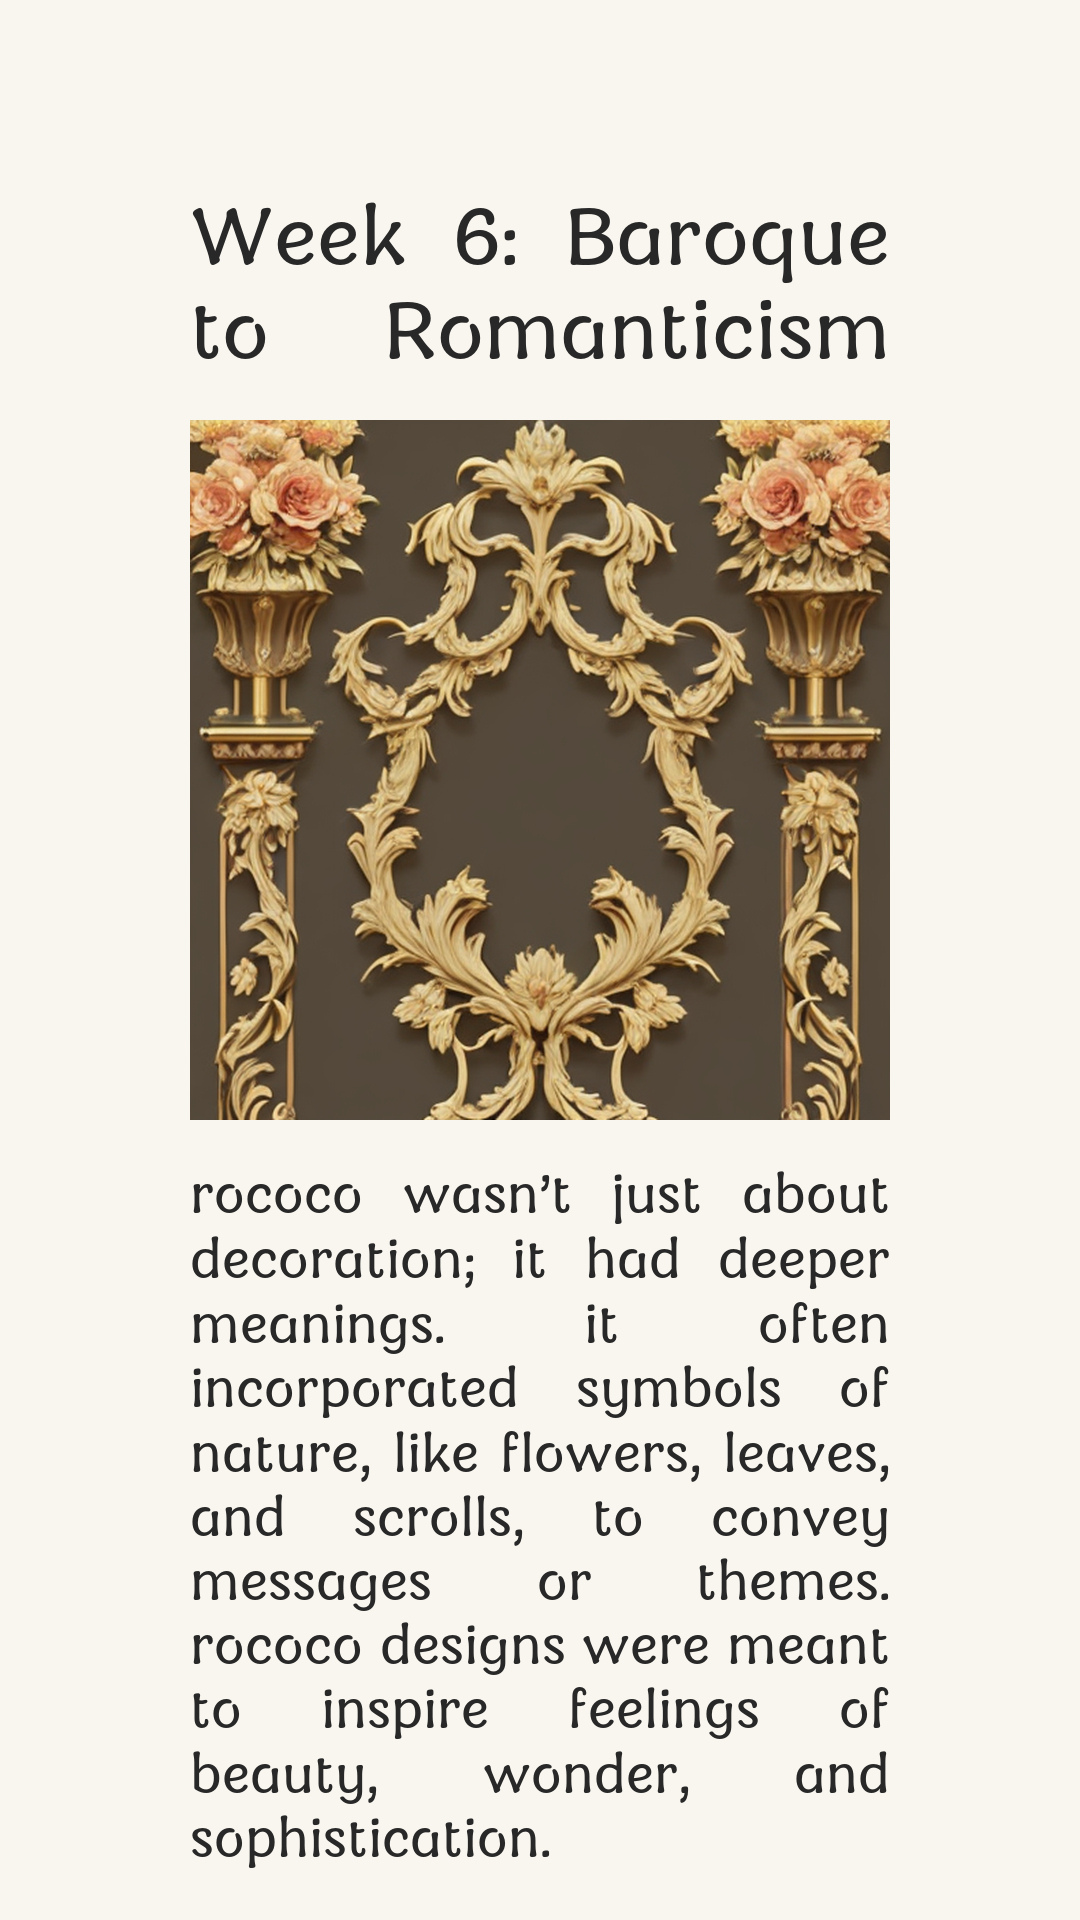 Week 6: Baroque
to Romanticism
rococo wasn’t just about
decoration; it had deeper
meanings. it often
incorporated symbols of
nature, like flowers, leaves,
and scrolls, to convey
messages or themes.
rococo designs were meant
to inspire feelings of
beauty, wonder, and
sophistication.